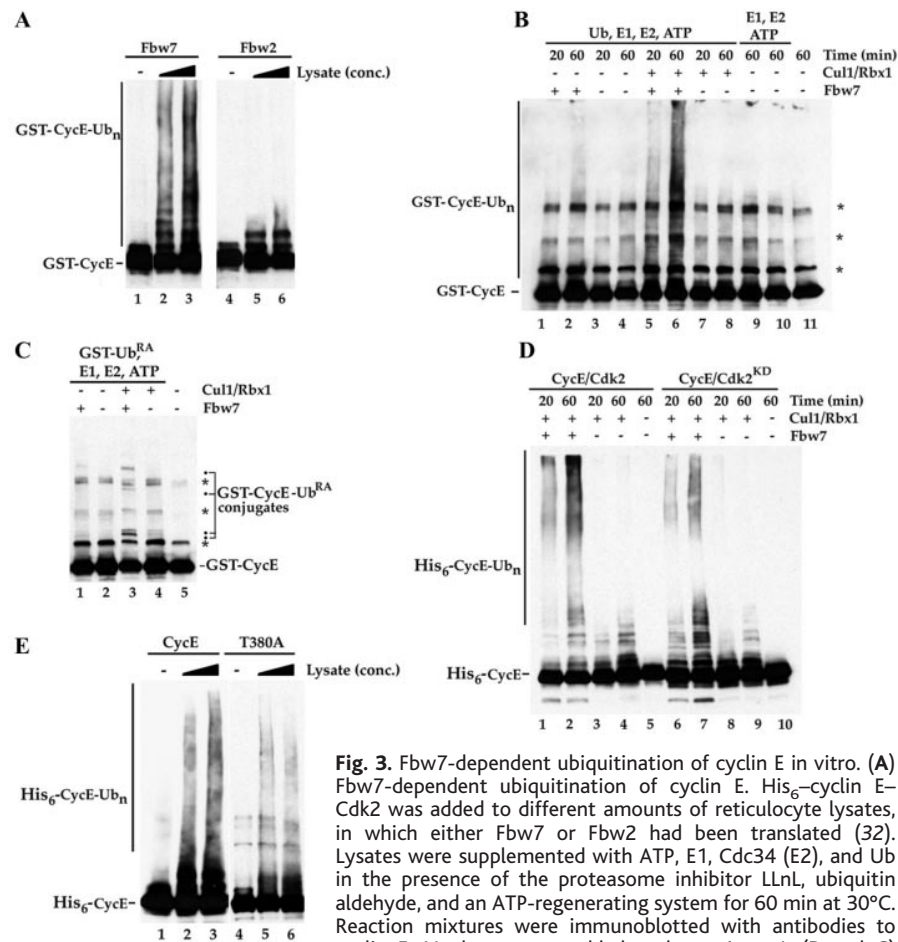 A
Fbw7 Fbw2
- - Lysate (conc.)
GST-CycE-Ubn
GST-CycE-
1 2 3 4 5 6
B
E1, E2
Ub, E1, E2, ATP ATP
20 60 20 60 20 60 20 60 60 60 60 Time (min)
- - - - + + + + - - - Cul1/Rbx1
+ + - - + + - - - - - Fbw7
GST-CycE-Ubn
*
*
*
GST-CycE -
1 2 3 4 5 6 7 8 9 10 11
C
GST-Ub,RA
E1, E2, ATP
- - + + - Cul1/Rbx1
+ - + - - Fbw7
GST-CycE-UbRA
conjugates
*
*
*
-GST-CycE
1 2 3 4 5
D
CycE/Cdk2 CycE/Cdk2KD
20 60 20 60 60 20 60 20 60 60 Time (min)
+ + + + - + + + + - Cul1/Rbx1
+ + - - - + + - - - Fbw7
His6-CycE-Ubn
His6-CycE-
1 2 3 4 5 6 7 8 9 10
E
CycE T380A
- - Lysate (conc.)
His6-CycE-Ubn
His6-CycE-
1 2 3 4 5 6
Fig. 3. Fbw7-dependent ubiquitination of cyclin E in vitro. (A)
Fbw7-dependent ubiquitination of cyclin E. His6–cyclin E–
Cdk2 was added to different amounts of reticulocyte lysates,
in which either Fbw7 or Fbw2 had been translated (32).
Lysates were supplemented with ATP, E1, Cdc34 (E2), and Ub
in the presence of the proteasome inhibitor LLnL, ubiquitin
aldehyde, and an ATP-regenerating system for 60 min at 30°C.
Reaction mixtures were immunoblotted with antibodies to